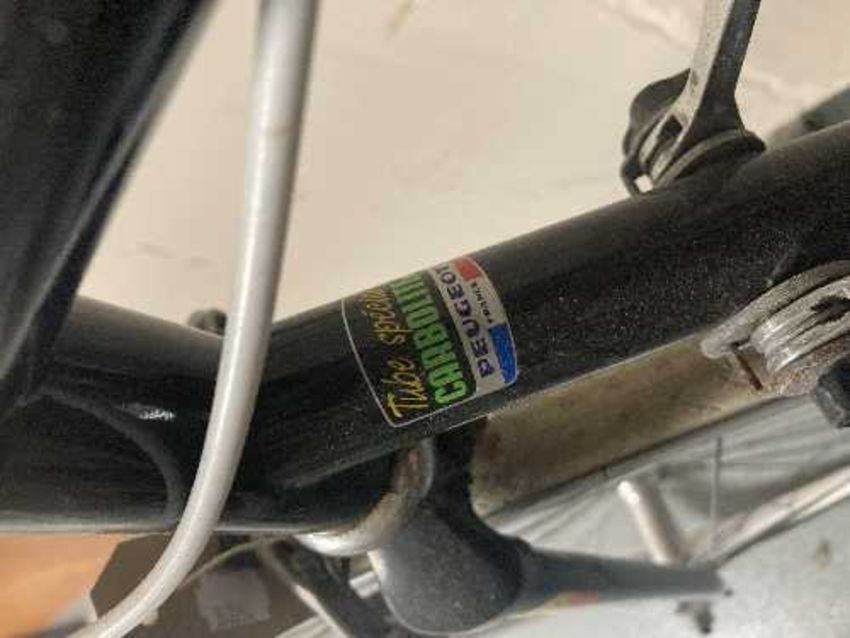 Tube spécial
CARBOLITE
PEUGEOT
FRANCE